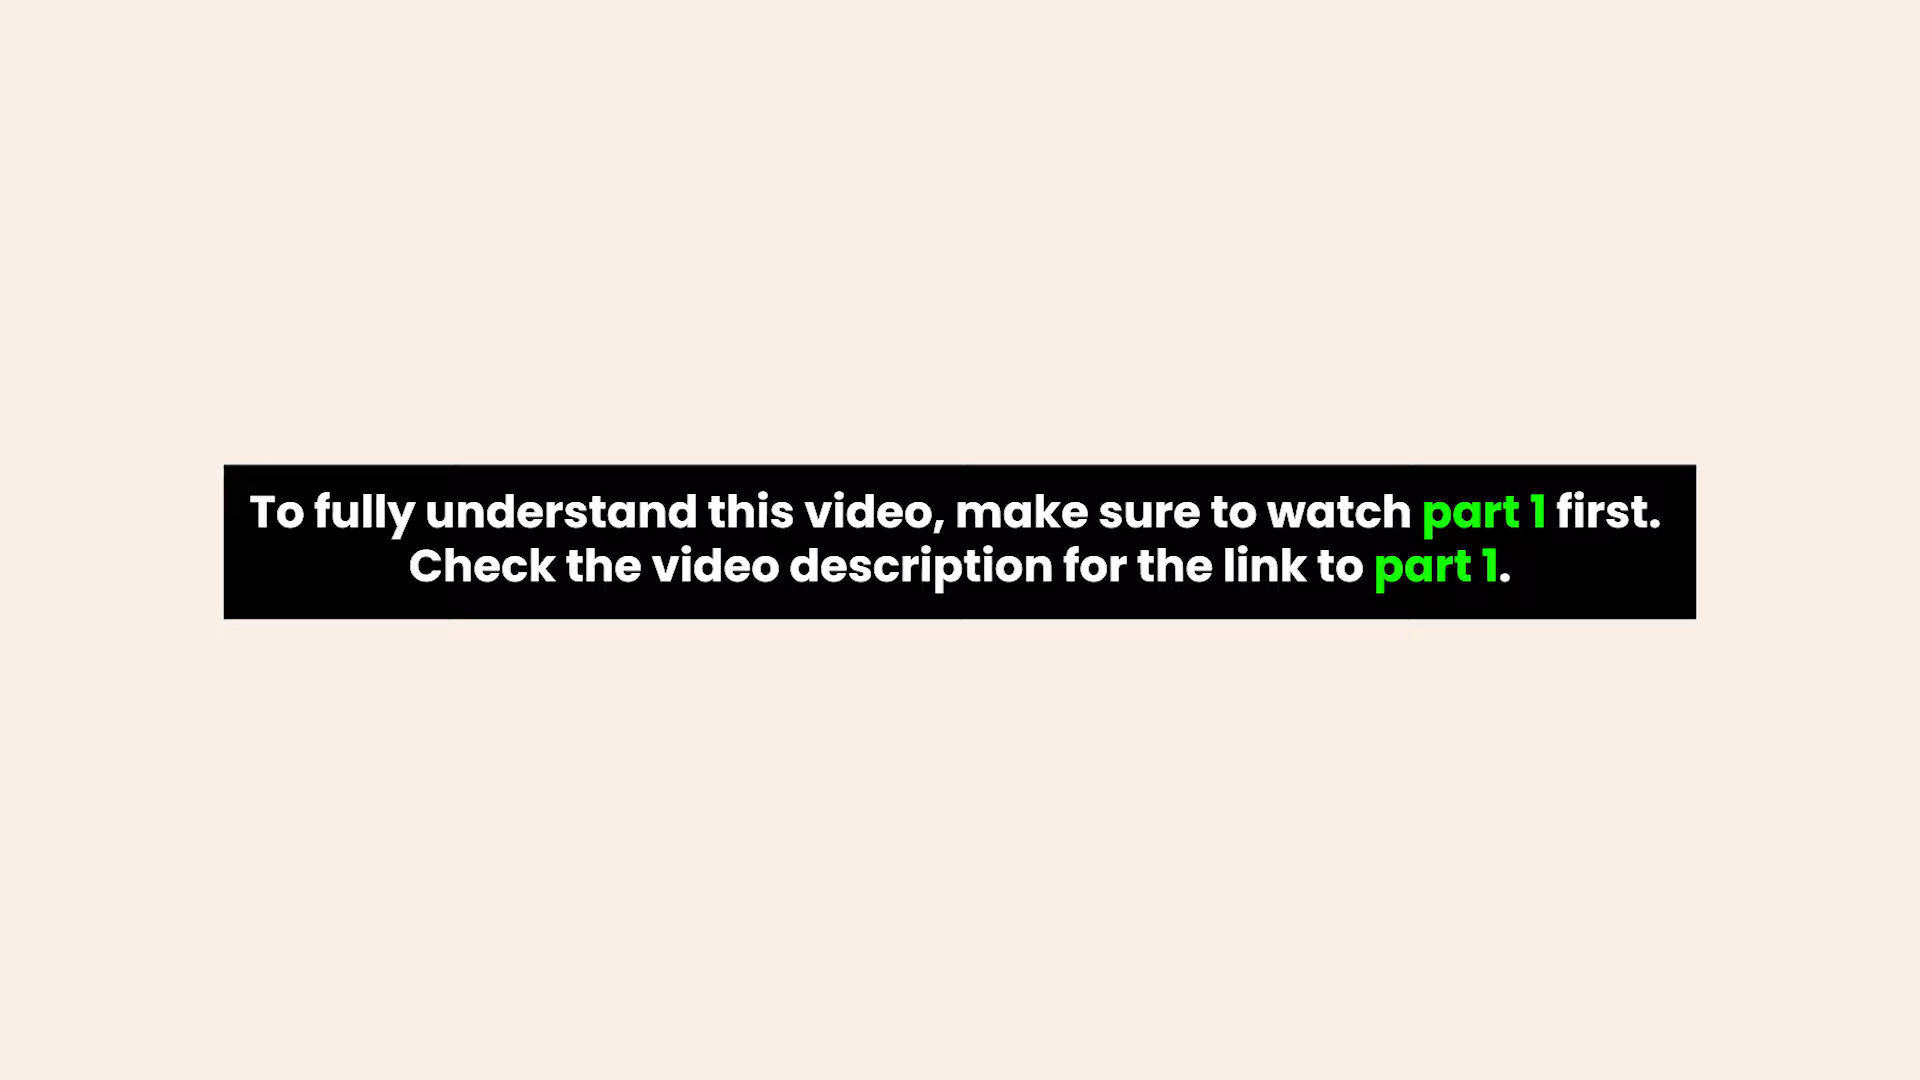 To fully understand this video, make sure to watch part 1 first.
Check the video description for the link to part 1.